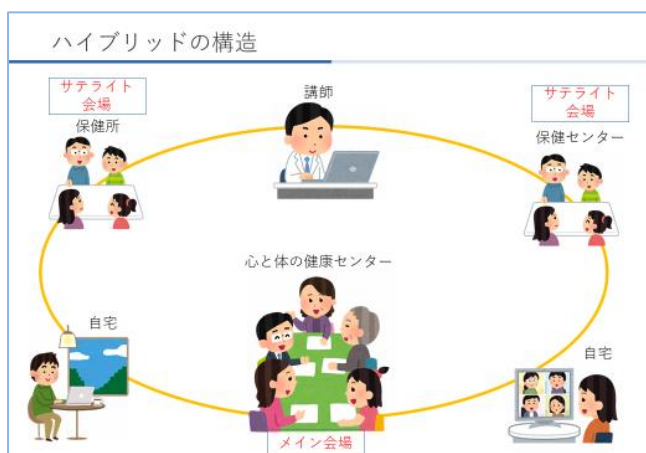 ハイブリッドの構造
サテライト
会場
保健所
講師
サテライト
会場
保健センター
心と体の健康センター
自宅
自宅
メイン会場